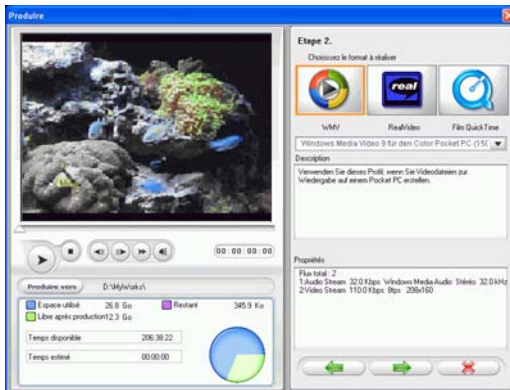 Produire
Etape 2.
Choisissez le format à réaliser
real
WMV
RealVideo
Film QuickTime
Windows Media Video 9 für den Color Pocket PC (150
Description
Verwenden Sie dieses Profil, wenn Sie Videodateien zur
Wiedergabe auf einem Pocket PC erstellen.
00:00:00:00
Produire vers
D:\MyWorks\
Espace utilisé
26.8 Go
Restant
345.9 Ko
Libre après production
12.3 Go
Temps disponible
206:38:22
Temps estimé
00:00:00
Propriétés
Flux total : 2
1:Audio Stream 32.0 Kbps Windows Media Audio Stéréo 32.0 kHz
2:Video Stream 110.0 Kbps 8fps 208x160